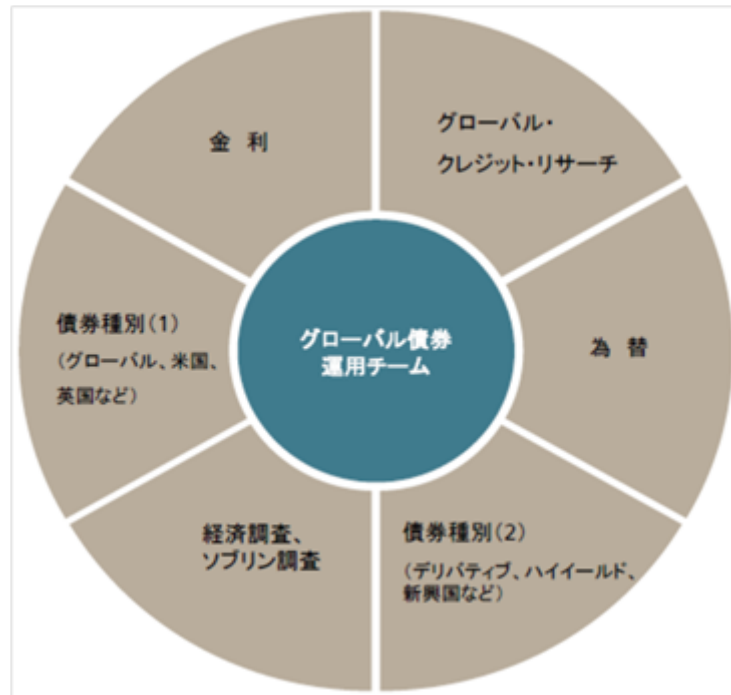 金 利
グローバル・
クレジット・リサーチ
債券種別(1)
(グローバル、米国、
英国など)
グローバル債券
運用チーム
為 替
経済調査、
ソブリン調査
債券種別(2)
(デリバティブ、ハイイールド、
新興国など)